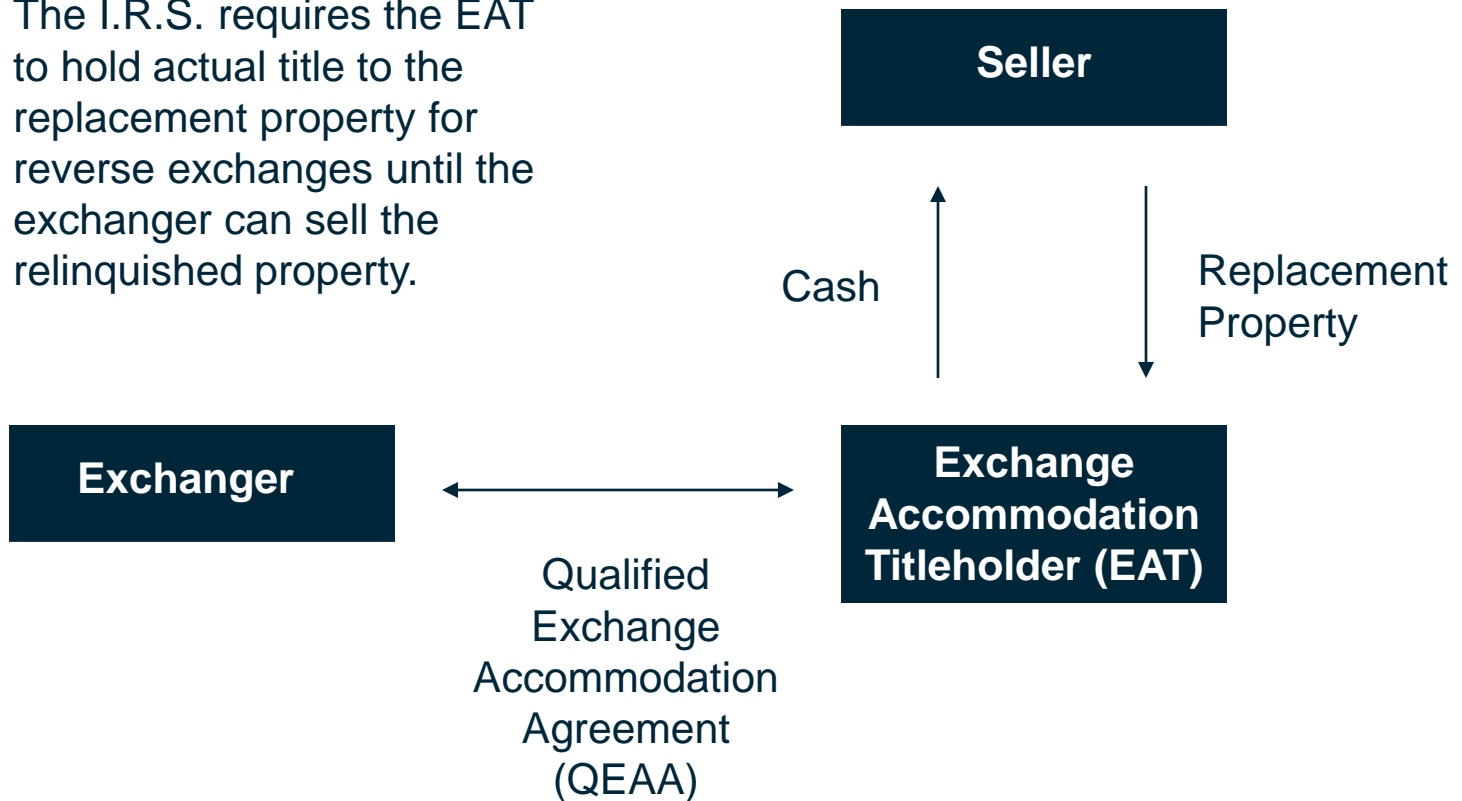 The I.R.S. requires the EAT
to hold actual title to the
replacement property for
reverse exchanges until the
exchanger can sell the
relinquished property.
Seller
Cash
Replacement
Property
Exchanger
Exchange
Accommodation
Titleholder (EAT)
Qualified
Exchange
Accommodation
Agreement
(QEAA)